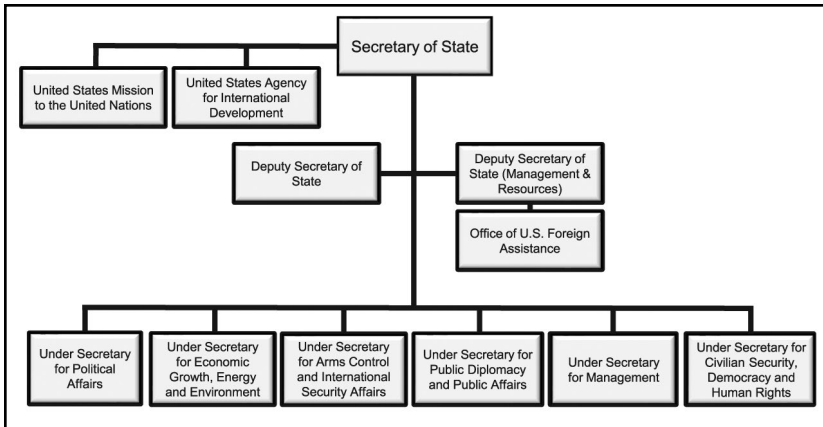 Secretary of State
United States Mission
to the United Nations
United States Agency
for International
Development
Deputy Secretary of
State
Deputy Secretary of
State (Management &
Resources)
Office of U.S. Foreign
Assistance
Under Secretary
for Political
Affairs
Under Secretary
for Economic
Growth, Energy
and Environment
Under Secretary
for Arms Control
and International
Security Affairs
Under Secretary for
Public Diplomacy
and Public Affairs
Under Secretary
for Management
Under Secretary for
Civilian Security,
Democracy and
Human Rights